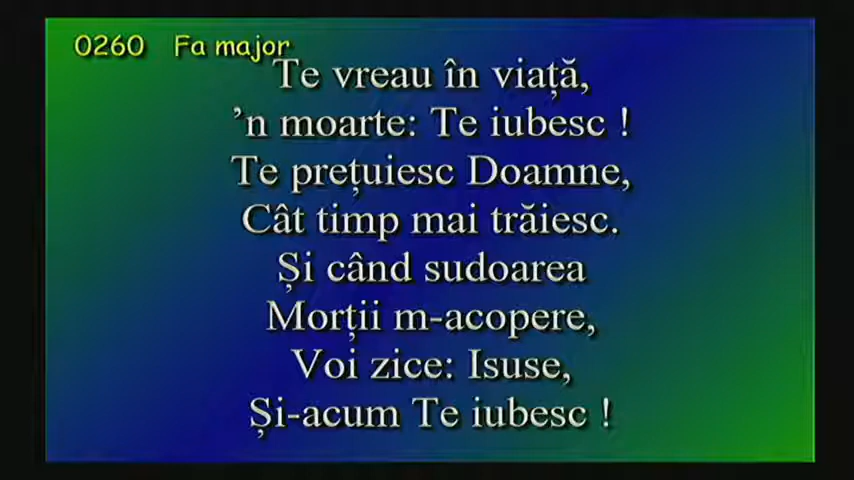 0260 Fa major
Te vreau în viață,
’n moarte: Te iubesc !
Te prețuiesc Doamne,
Cât timp mai trăiesc.
Și când sudoarea
Morții m-acopere,
Voi zice: Isuse,
Și-acum Te iubesc !